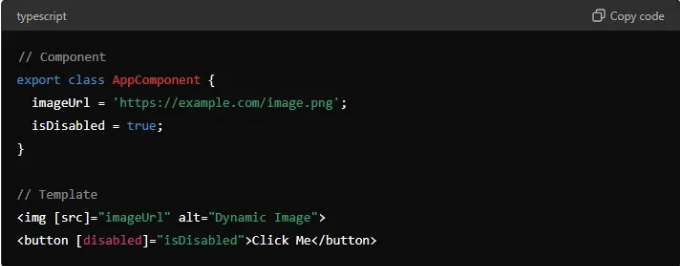 typescript
Copy code
// Component
export class AppComponent {
  imageUrl = 'https://example.com/image.png';
  isDisabled = true;
}
// Template
<img [src]="imageUrl" alt="Dynamic Image">
<button [disabled]="isDisabled">Click Me</button>